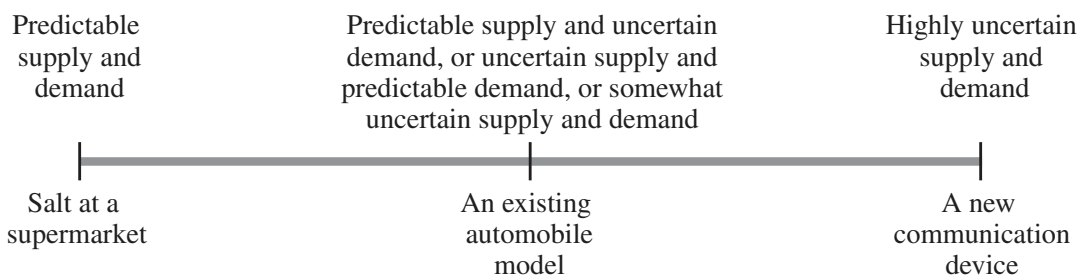 Predictable
supply and
demand
Predictable supply and uncertain
demand, or uncertain supply and
predictable demand, or somewhat
uncertain supply and demand
Highly uncertain
supply and
demand
Salt at a
supermarket
An existing
automobile
model
A new
communication
device